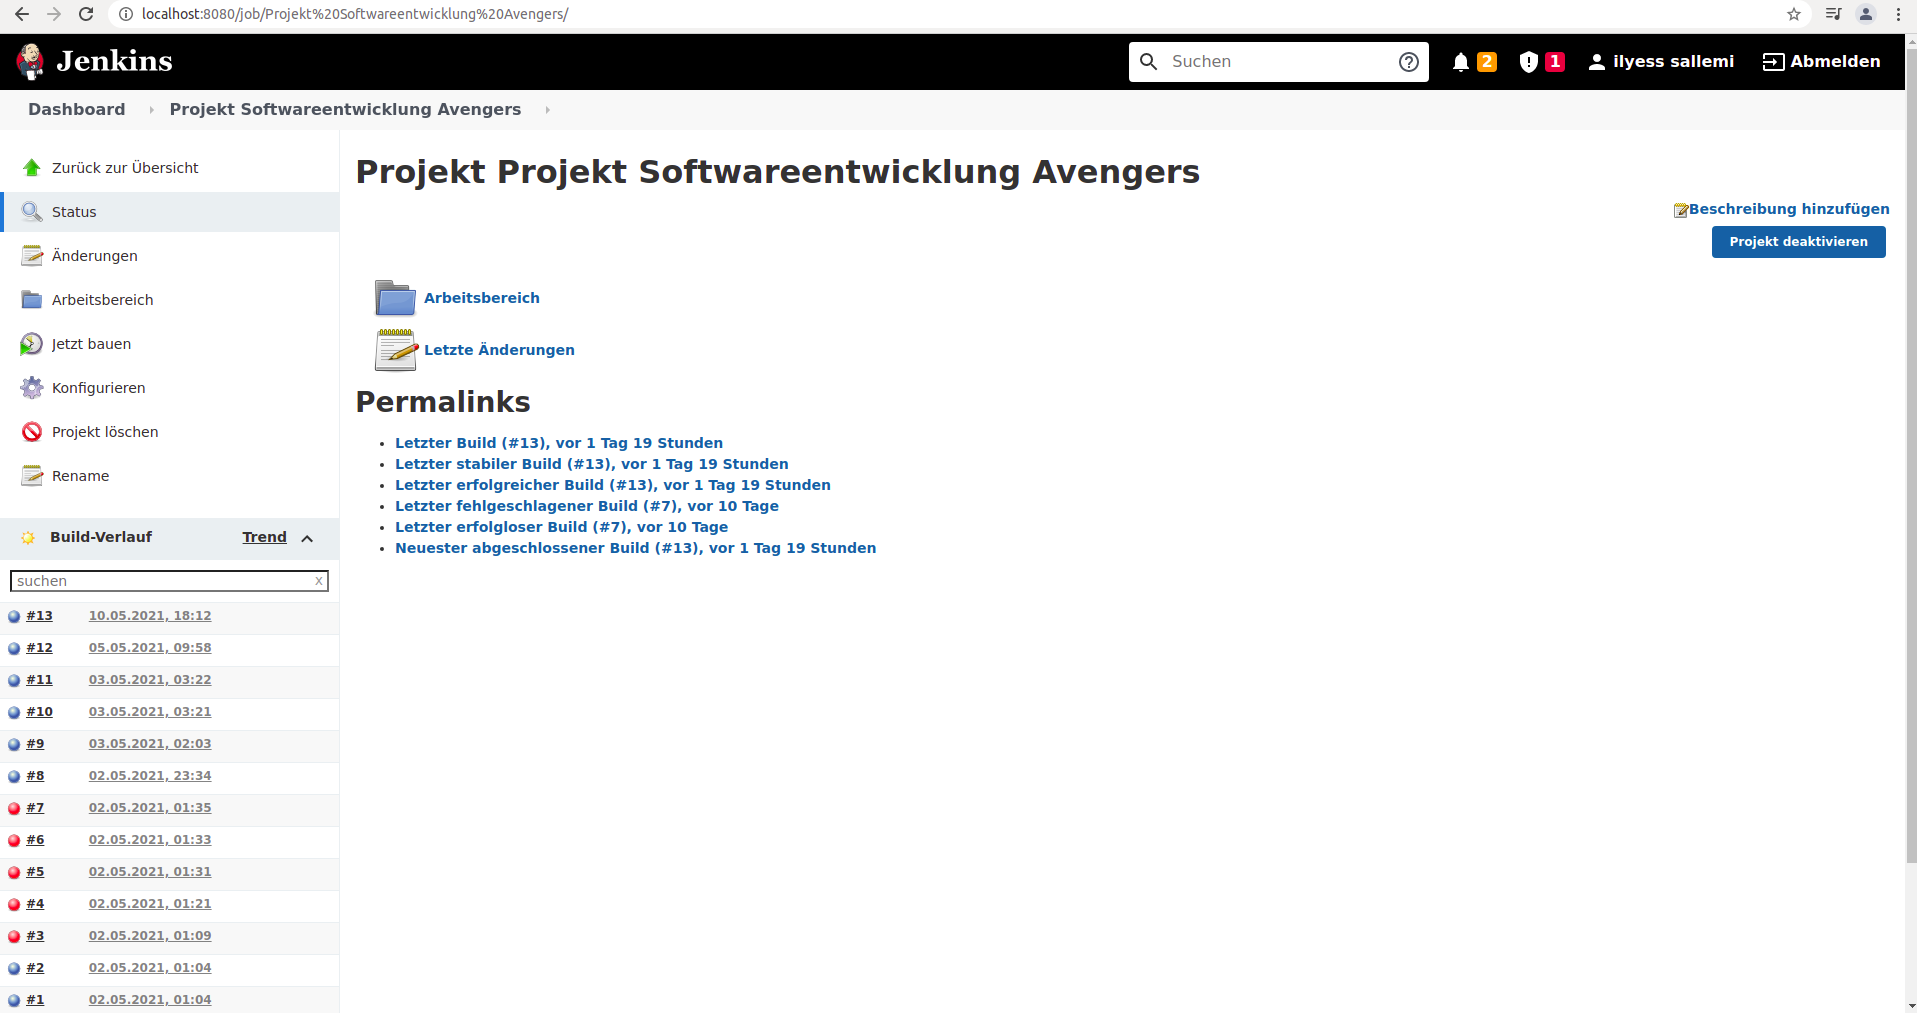 localhost:8080/job/Projekt%20Softwareentwicklung%20Avengers/
Jenkins
Suchen
2
1
ilyess sallemi
Abmelden
Dashboard
Projekt Softwareentwicklung Avengers
Zurück zur Übersicht
Status
Änderungen
Arbeitsbereich
Jetzt bauen
Konfigurieren
Projekt löschen
Rename
Build-Verlauf Trend
suchen x
#13 10.05.2021, 18:12
#12 05.05.2021, 09:58
#11 03.05.2021, 03:22
#10 03.05.2021, 03:21
#9 03.05.2021, 02:03
#8 02.05.2021, 23:34
#7 02.05.2021, 01:35
#6 02.05.2021, 01:33
#5 02.05.2021, 01:31
#4 02.05.2021, 01:21
#3 02.05.2021, 01:09
#2 02.05.2021, 01:04
#1 02.05.2021, 01:04
Projekt Projekt Softwareentwicklung Avengers
Beschreibung hinzufügen
Projekt deaktivieren
Arbeitsbereich
Letzte Änderungen
Permalinks
Letzter Build (#13), vor 1 Tag 19 Stunden
Letzter stabiler Build (#13), vor 1 Tag 19 Stunden
Letzter erfolgreicher Build (#13), vor 1 Tag 19 Stunden
Letzter fehlgeschlagener Build (#7), vor 10 Tage
Letzter erfolgloser Build (#7), vor 10 Tage
Neuester abgeschlossener Build (#13), vor 1 Tag 19 Stunden